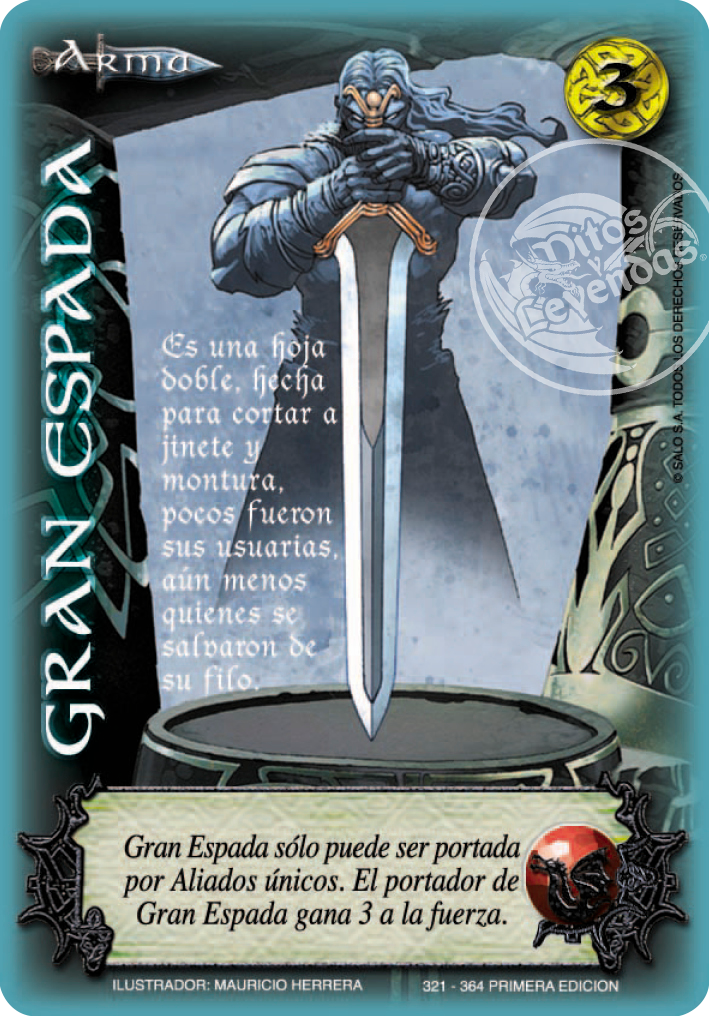 Arma
3
GRAN ESPADA
Mitos
y
Leyendas®
© SALO S.A. TODOS LOS DERECHOS RESERVADOS
Es una hoja
doble, hecha
para cortar a
jinete y
montura,
pocos fueron
sus usuarias,
aún menos
quienes se
salvaron de
su filo.
Gran Espada sólo puede ser portada
por Aliados únicos. El portador de
Gran Espada gana 3 a la fuerza.
ILUSTRADOR: MAURICIO HERRERA 321 - 364 PRIMERA EDICION